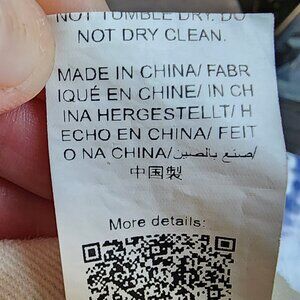 NOT TUMBLE DRY. DO
NOT DRY CLEAN.
MADE IN CHINA/ FABR
IQUÉ EN CHINE/ IN CH
INA HERGESTELLT/ H
ECHO EN CHINA/ FEIT
O NA CHINA/صنع بالصين/
中国製
More details: